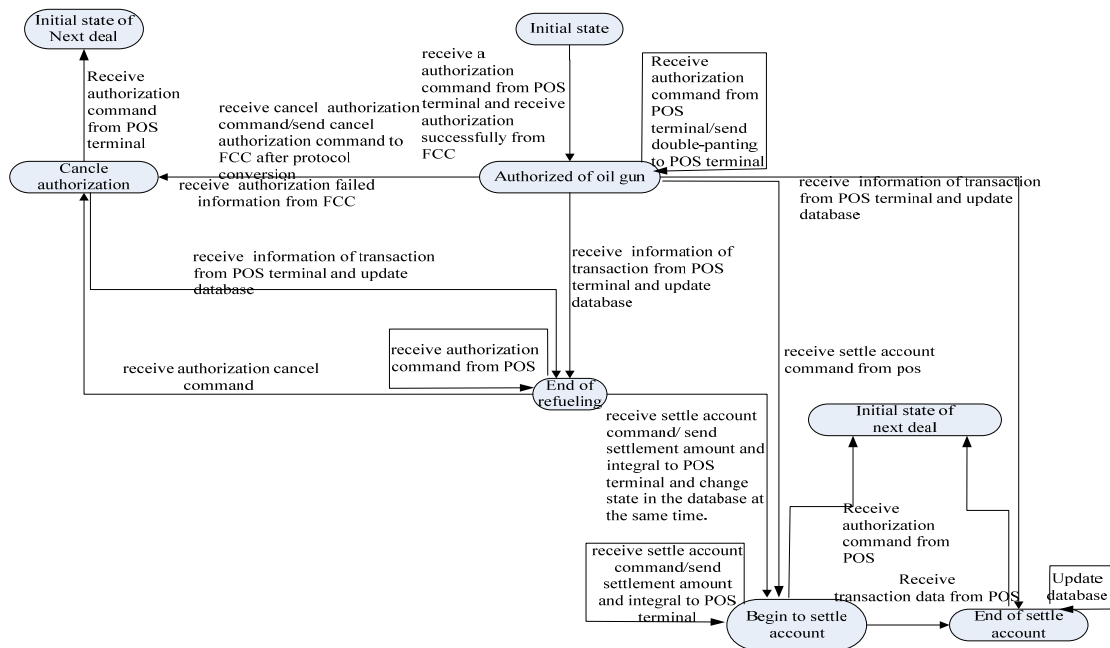 Initial state of
Next deal
Initial state
receive a
authorization
command from POS
terminal and receive
authorization
successfully from
FCC
Receive
authorization
command from
POS
terminal/send
double-panting
to POS terminal
Receive
authorization
command
from POS
terminal
receive cancel authorization
command/send cancel
authorization command to
FCC after protocol
conversion
Cancle
authorization
Authorized of oil gun
receive authorization failed
information from FCC
receive information of transaction
from POS terminal and update
database
receive information of transaction
from POS terminal and update
database
receive information of
transaction from POS
terminal and update
database
receive authorization
command from POS
receive settle account
command from pos
receive authorization cancel
command
End of
refueling
Initial state of
next deal
receive settle account
command/ send
settlement amount and
integral to POS
terminal and change
state in the database at
the same time.
Receive
authorization
command from
POS
receive settle account
command/send
settlement amount
and integral to POS
terminal
Receive
transaction data from POS
Update
database
Begin to settle
account
End of settle
account